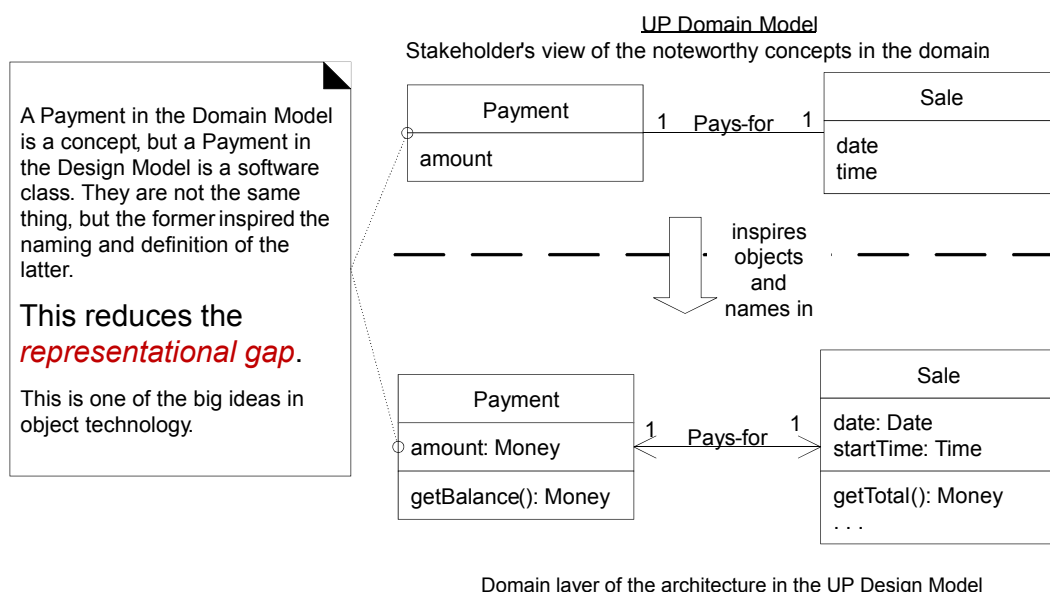 UP Domain Model
Stakeholder's view of the noteworthy concepts in the domain
A Payment in the Domain Model
is a concept, but a Payment in
the Design Model is a software
class. They are not the same
thing, but the former inspired the
naming and definition of the
latter.
This reduces the
representational gap.
This is one of the big ideas in
object technology.
Payment
amount
1 Pays-for 1
Sale
date
time
inspires
objects
and
names in
Payment
amount: Money
getBalance(): Money
1 Pays-for 1
Sale
date: Date
startTime: Time
getTotal(): Money
. . .
Domain layer of the architecture in the UP Design Model